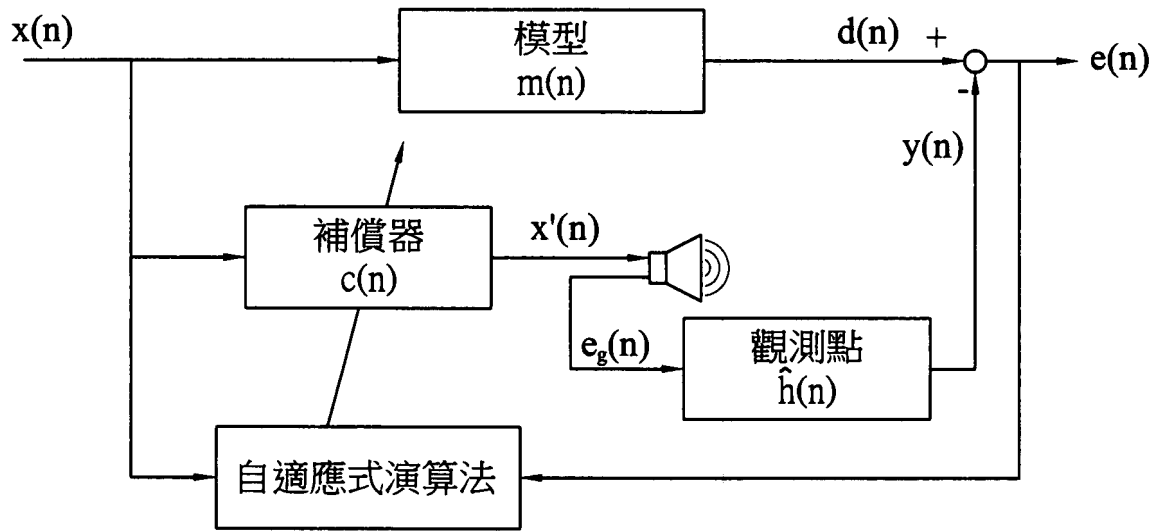 x(n)
模型
m(n)
d(n)
+
e(n)
-
y(n)
補償器
c(n)
x'(n)
e_g(n)
觀測點
ĥ(n)
自適應式演算法